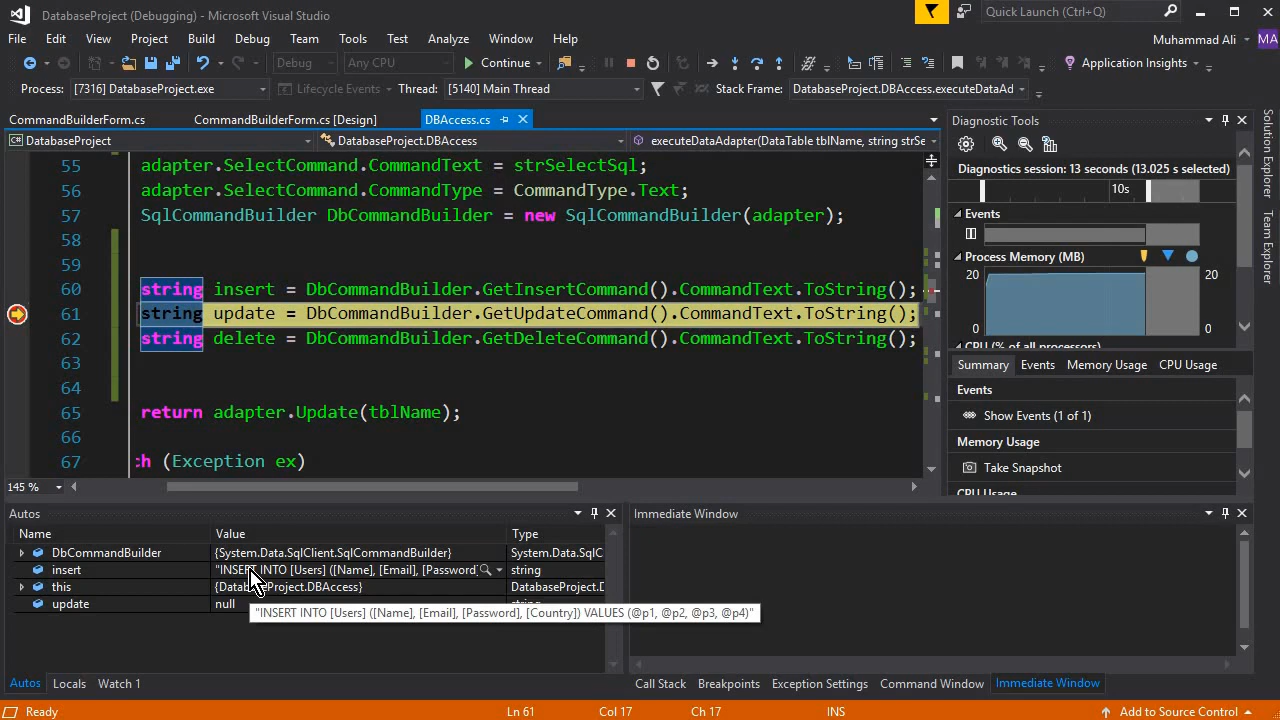 DatabaseProject (Debugging) - Microsoft Visual Studio
Quick Launch (Ctrl+Q)
File Edit View Project Build Debug Team Tools Test Analyze Window Help
Muhammad Ali MA
Debug Any CPU Continue Application Insights
Process: [7316] DatabaseProject.exe Lifecycle Events Thread: [5140] Main Thread Stack Frame: DatabaseProject.DBAccess.executeDataAd
CommandBuilderForm.cs CommandBuilderForm.cs [Design] DBAccess.cs
DatabaseProject DatabaseProject.DBAccess executeDataAdapter(DataTable tblName, string strSe
55 adapter.SelectCommand.CommandText = strSelectSql;
56 adapter.SelectCommand.CommandType = CommandType.Text;
57 SqlCommandBuilder DbCommandBuilder = new SqlCommandBuilder(adapter);
58
59
60 string insert = DbCommandBuilder.GetInsertCommand().CommandText.ToString();
61 string update = DbCommandBuilder.GetUpdateCommand().CommandText.ToString();
62 string delete = DbCommandBuilder.GetDeleteCommand().CommandText.ToString();
63
64
65 return adapter.Update(tblName);
66
67 ch (Exception ex)
145 %
Diagnostic Tools
Diagnostics session: 13 seconds (13.025 s selected)
10s
Events
Process Memory (MB)
20 20
0 0
CPU (% of all processors)
Summary Events Memory Usage CPU Usage
Events
Show Events (1 of 1)
Memory Usage
Take Snapshot
CPU Usage
Solution Explorer
Team Explorer
Autos
Name Value Type
DbCommandBuilder {System.Data.SqlClient.SqlCommandBuilder} System.Data.SqlC
insert "INSERT INTO [Users] ([Name], [Email], [Password] string
this {DatabaseProject.DBAccess} DatabaseProject.D
update null string
"INSERT INTO [Users] ([Name], [Email], [Password], [Country]) VALUES (@p1, @p2, @p3, @p4)"
Immediate Window
Autos Locals Watch 1
Call Stack Breakpoints Exception Settings Command Window Immediate Window
Ready Ln 61 Col 17 Ch 17 INS Add to Source Control